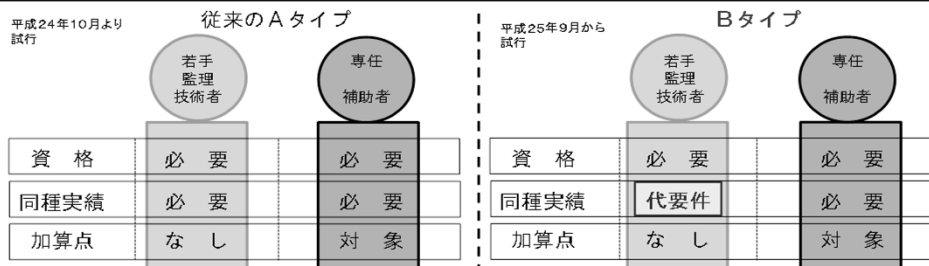 平成24年10月より
試行
従来のAタイプ
若手
監理
技術者
専任
補助者
資 格 必 要 必 要
同種実績 必 要 必 要
加算点 な し 対 象
平成25年9月から
試行
Bタイプ
若手
監理
技術者
専任
補助者
資 格 必 要 必 要
同種実績 代要件 必 要
加算点 な し 対 象